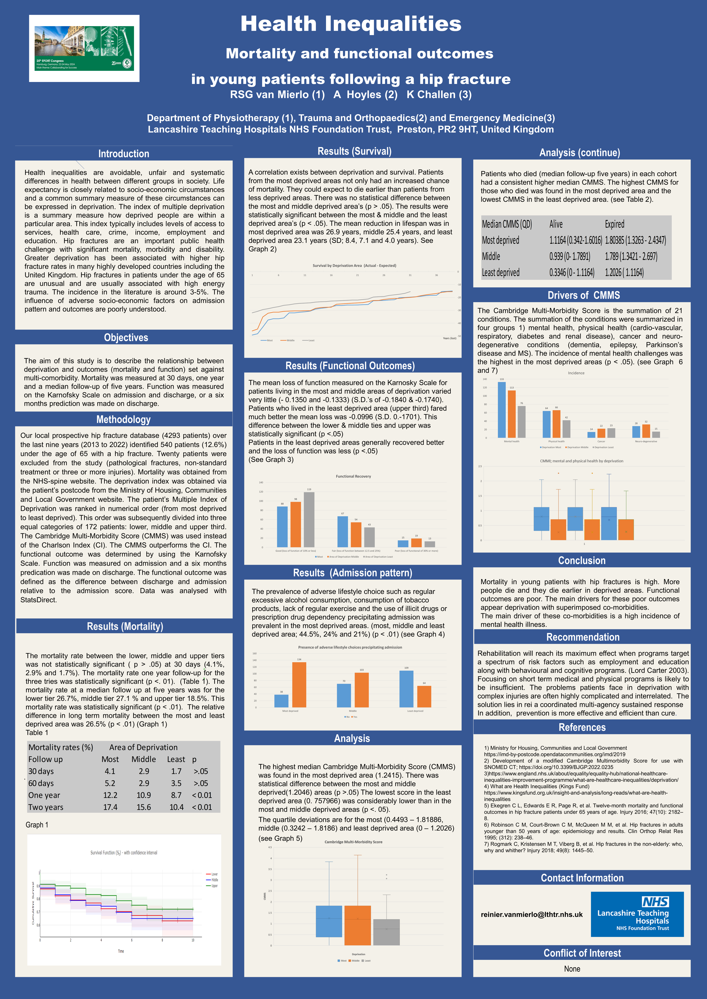 25th EFORT Congress
Hamburg, Germany: 22-24 May 2024
Main theme: Collaborating for Success
Health Inequalities
Mortality and functional outcomes
in young patients following a hip fracture
RSG van Mierlo (1) A Hoyles (2) K Challen (3)
Department of Physiotherapy (1), Trauma and Orthopaedics(2) and Emergency Medicine(3)
Lancashire Teaching Hospitals NHS Foundation Trust, Preston, PR2 9HT, United Kingdom
Introduction
Health inequalities are avoidable, unfair and systematic
differences in health between different groups in society. Life
expectancy is closely related to socio-economic circumstances
and a common summary measure of these circumstances can
be expressed in deprivation. The index of multiple deprivation
is a summary measure how deprived people are within a
particular area. This index typically includes levels of access to
services, health care, crime, income, employment and
education. Hip fractures are an important public health
challenge with significant mortality, morbidity and disability.
Greater deprivation has been associated with higher hip
fracture rates in many highly developed countries including the
United Kingdom. Hip fractures in patients under the age of 65
are unusual and are usually associated with high energy
trauma. The incidence in the literature is around 3-5%. The
influence of adverse socio-economic factors on admission
pattern and outcomes are poorly understood.
Objectives
The aim of this study is to describe the relationship between
deprivation and outcomes (mortality and function) set against
multi-comorbidity. Mortality was measured at 30 days, one year
and a median follow-up of five years. Function was measured
on the Karnofsky Scale on admission and discharge, or a six
months prediction was made on discharge.
Methodology
Our local prospective hip fracture database (4293 patients) over
the last nine years (2013 to 2022) identified 540 patients (12.6%)
under the age of 65 with a hip fracture. Twenty patients were
excluded from the study (pathological fractures, non-standard
treatment or three or more injuries). Mortality was obtained from
the NHS-spine website. The deprivation index was obtained via
the patient's postcode from the Ministry of Housing, Communities
and Local Government website. The patient's Multiple Index of
Deprivation was ranked in numerical order (from most deprived
to least deprived). This order was subsequently divided into three
equal categories of 172 patients: lower, middle and upper third.
The Cambridge Multi-Morbidity Score (CMMS) was used instead
of the Charlson Index (CI). The CMMS outperforms the CI. The
functional outcome was determined by using the Karnofsky
Scale. Function was measured on admission and a six months
predication was made on discharge. The functional outcome was
defined as the difference between discharge and admission
relative to the admission score. Data was analysed with
StatsDirect.
Results (Mortality)
The mortality rate between the lower, middle and upper tiers
was not statistically significant ( p > .05) at 30 days (4.1%,
2.9% and 1.7%). The mortality rate one year follow-up for the
three tries was statistically significant (p <. 01). (Table 1). The
mortality rate at a median follow up at five years was for the
lower tier 26.7%, middle tier 27.1 % and upper tier 18.5%. This
mortality rate was statistically significant (p < .01). The relative
difference in long term mortality between the most and least
deprived area was 26.5% (p < .01) (Graph 1)
Table 1
Mortality rates (%) Area of Deprivation
Follow up Most Middle Least p
30 days 4.1 2.9 1.7 >.05
60 days 5.2 2.9 3.5 >.05
One year 12.2 10.9 8.7 < 0.01
Two years 17.4 15.6 10.4 < 0.01
Graph 1
Survival Function (St) - with confidence interval
Cumulative Survival
1
0.9
0.8
0.7
0.6
0 2 4 6 8 10
Time
Lower
Middle
Upper
Results (Survival)
A correlation exists between deprivation and survival. Patients
from the most deprived areas not only had an increased chance
of mortality. They could expect to die earlier than patients from
less deprived areas. There was no statistical difference between
the most and middle deprived area's (p > .05). The results were
statistically significant between the most & middle and the least
deprived area's (p < .05). The mean reduction in lifespan was in
most deprived area was 26.9 years, middle 25.4 years, and least
deprived area 23.1 years (SD; 8.4, 7.1 and 4.0 years). See
Graph 2)
Survival by Deprivation Area (Actual - Expected)
1 6 11 16 21 26 31 36
0
-10
-20
-30
-40
-50
Years (lost)
Most Middle Least
Results (Functional Outcomes)
The mean loss of function measured on the Karnosky Scale for
patients living in the most and middle areas of deprivation varied
very little (- 0.1350 and -0.1333) (S.D.'s of -0.1840 & -0.1740).
Patients who lived in the least deprived area (upper third) fared
much better the mean loss was -0.0996 (S.D. 0.-1701). This
difference between the lower & middle ties and upper was
statistically significant (p <.05)
Patients in the least deprived areas generally recovered better
and the loss of function was less (p <.05)
(See Graph 3)
Functional Recovery
140
120
100
80
60
40
20
0
88 98 119
67 54 43
15 19 13
Good (loss of function of 10% or less) Fair (loss of function between 12.5 and 25%) Poor (loss of functional of 30% or more)
Most Area of Deprivation Middle Area of Deprivation Least
Results (Admission pattern)
The prevalence of adverse lifestyle choice such as regular
excessive alcohol consumption, consumption of tobacco
products, lack of regular exercise and the use of illicit drugs or
prescription drug dependency precipitating admission was
prevalent in the most deprived areas. (most, middle and least
deprived area; 44.5%, 24% and 21%) (p < .01) (see Graph 4)
Presence of adverse lifestyle choices precipitating admission
160
140
120
100
80
60
40
20
0
38 134
70 103
109 64
Most deprived Middle Least deprived
No Yes
Analysis
The highest median Cambridge Multi-Morbidity Score (CMMS)
was found in the most deprived area (1.2415). There was
statistical difference between the most and middle
deprived(1.2046) areas (p >.05) The lowest score in the least
deprived area (0. 757966) was considerably lower than in the
most and middle deprived areas (p <. 05).
The quartile deviations are for the most (0.4493 – 1.81886,
middle (0.3242 – 1.8186) and least deprived area (0 – 1.2026)
(see Graph 5)
Cambridge Multi-Morbidity Score
CMMS
4.5
4
3.5
3
2.5
2
1.5
1
0.5
0
Deprivation
Most Middle Least
Analysis (continue)
Patients who died (median follow-up five years) in each cohort
had a consistent higher median CMMS. The highest CMMS for
those who died was found in the most deprived area and the
lowest CMMS in the least deprived area. (see Table 2).
Median CMMS (QD) Alive Expired
Most deprived 1.1164 (0.342-1.6016) 1.80385 (1.3263 - 2.4347)
Middle 0.939 (0- 1.7891) 1.789 (1.3421 - 2.697)
Least deprived 0.3346 (0 - 1.1164) 1.2026 ( 1.1164)
Drivers of CMMS
The Cambridge Multi-Morbidity Score is the summation of 21
conditions. The summation of the conditions were summarized in
four groups 1) mental health, physical health (cardio-vascular,
respiratory, diabetes and renal disease), cancer and neuro-
degenerative conditions (dementia, epilepsy, Parkinson's
disease and MS). The incidence of mental health challenges was
the highest in the most deprived areas (p < .05). (see Graph 6
and 7)
Incidence
140
120
100
80
60
40
20
0
133 113 76
64 66 42
14 22 23
28 32 15
Mental health Physical health Cancer Neuro-degenerative
Deprivation Most Deprivation Middle Deprivation Least
CMMI; mental and physical health by deprivation
2.5
2
1.5
1
0.5
0
1
Conclusion
Mortality in young patients with hip fractures is high. More
people die and they die earlier in deprived areas. Functional
outcomes are poor. The main drivers for these poor outcomes
appear deprivation with superimposed co-morbidities.
The main driver of these co-morbidities is a high incidence of
mental health illness.
Recommendation
Rehabilitation will reach its maximum effect when programs target
a spectrum of risk factors such as employment and education
along with behavioural and cognitive programs. (Lord Carter 2003).
Focusing on short term medical and physical programs is likely to
be insufficient. The problems patients face in deprivation with
complex injuries are often highly complicated and interrelated. The
solution lies in rei a coordinated multi-agency sustained response
In addition, prevention is more effective and efficient than cure.
References
1) Ministry for Housing, Communities and Local Government
https://imd-by-postcode.opendatacommunities.org/imd/2019
2) Development of a modified Cambridge Multimorbidity Score for use with
SNOMED CT; https://doi.org/10.3399/BJGP.2022.0235
3)https://www.england.nhs.uk/about/equality/equality-hub/national-healthcare-
inequalities-improvement-programme/what-are-healthcare-inequalities/deprivation/
4) What are Health Inequalities (Kings Fund)
https://www.kingsfund.org.uk/insight-and-analysis/long-reads/what-are-health-
inequalities
5) Ekegren C L, Edwards E R, Page R, et al. Twelve-month mortality and functional
outcomes in hip fracture patients under 65 years of age. Injury 2016; 47(10): 2182–
8.
6) Robinson C M, Court-Brown C M, McQueen M M, et al. Hip fractures in adults
younger than 50 years of age: epidemiology and results. Clin Orthop Relat Res
1995; (312): 238–46.
7) Rogmark C, Kristensen M T, Viberg B, et al. Hip fractures in the non-elderly: who,
why and whither? Injury 2018; 49(8): 1445–50.
Contact Information
reinier.vanmierlo@lthtr.nhs.uk
NHS
Lancashire Teaching
Hospitals
NHS Foundation Trust
Conflict of Interest
None